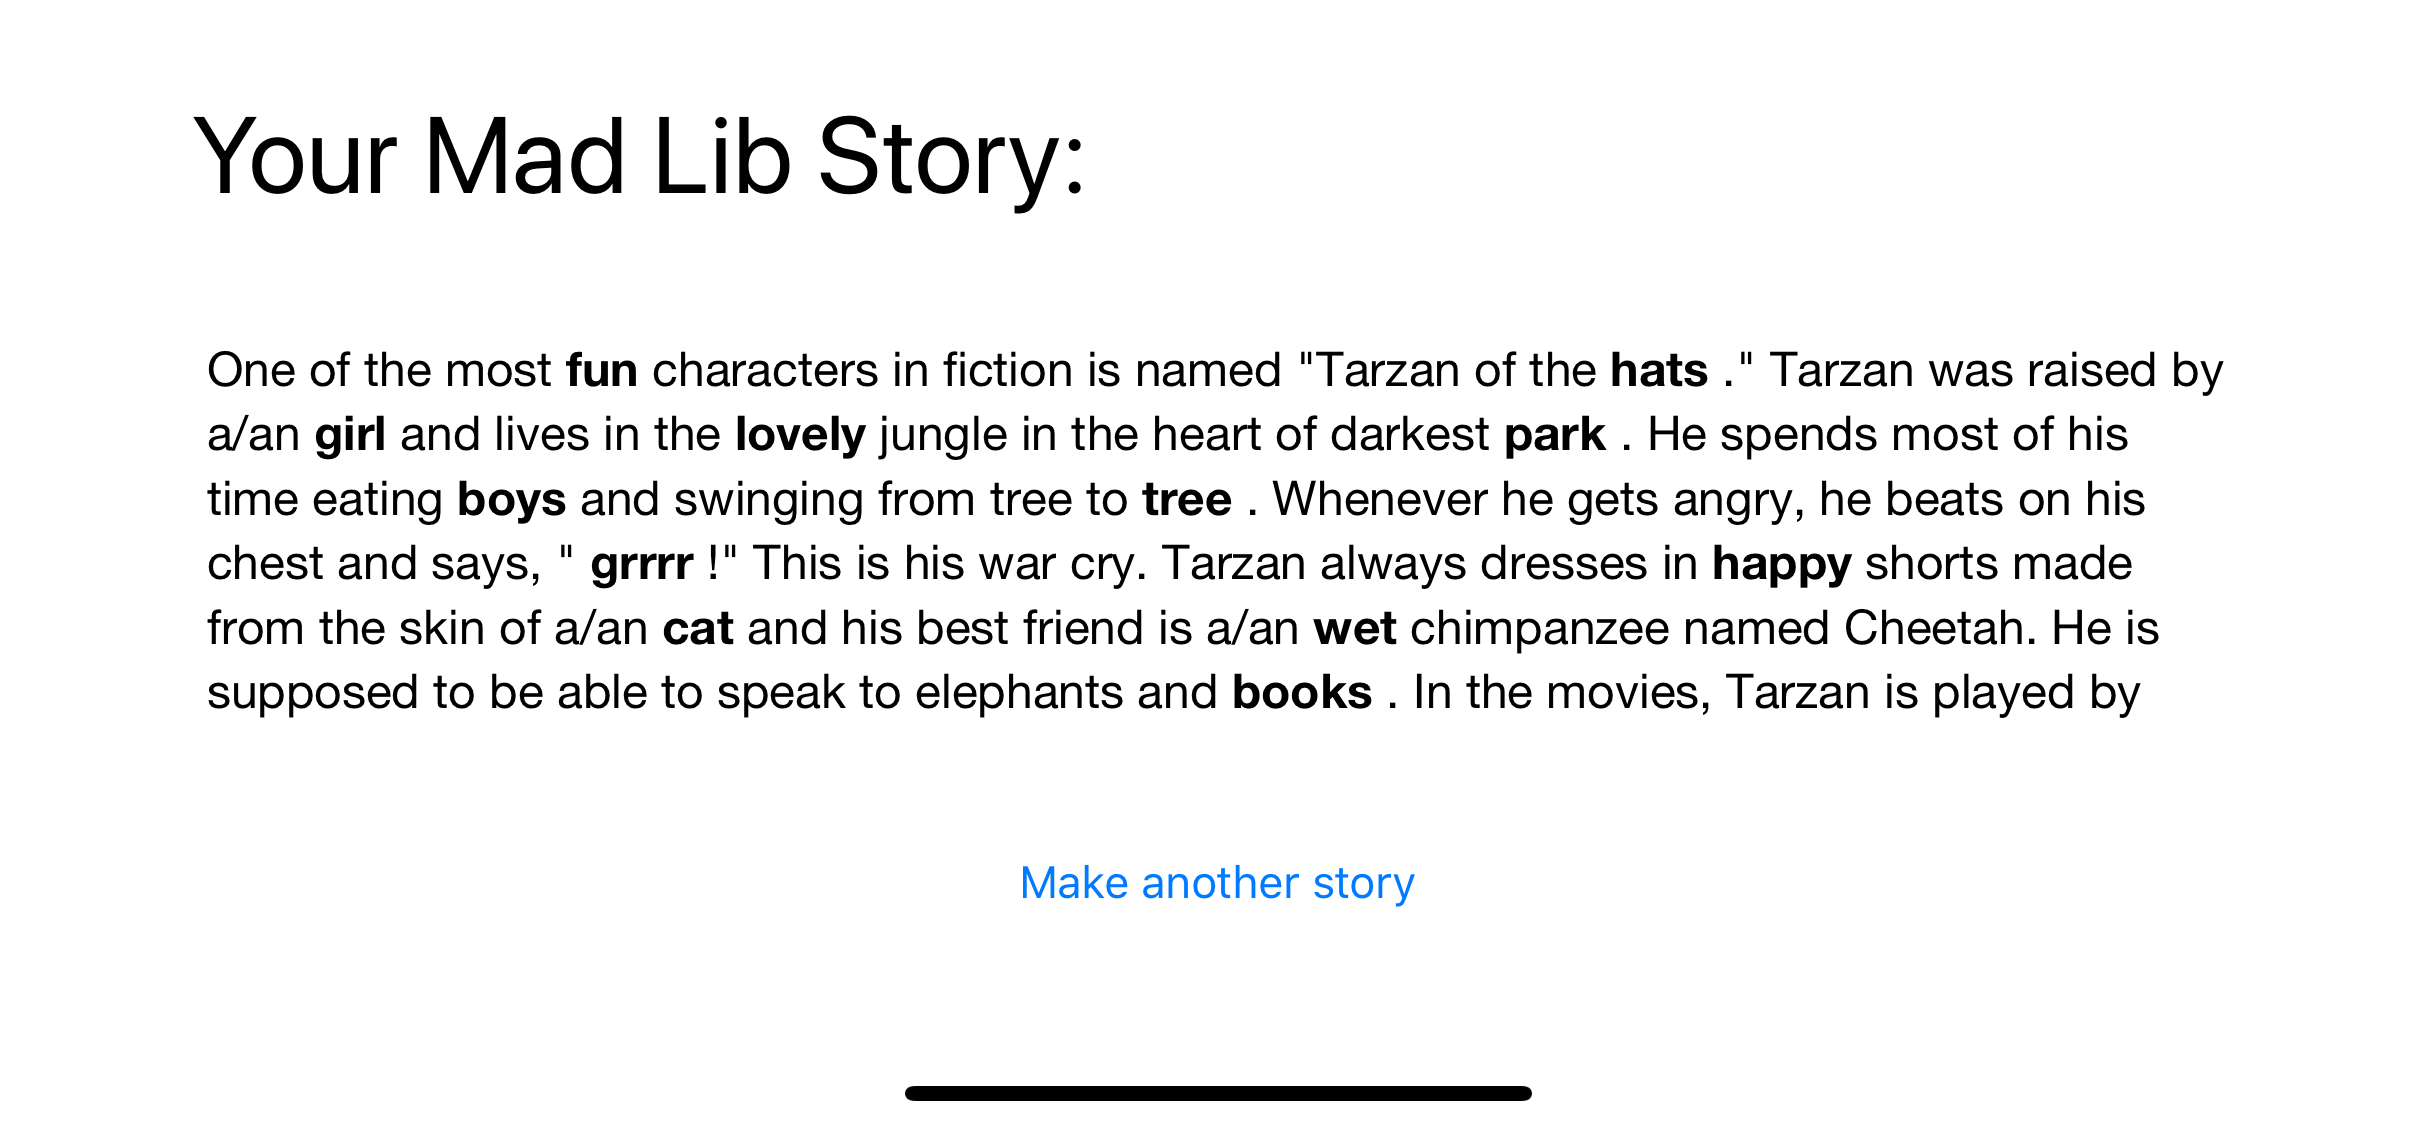 Your Mad Lib Story:
One of the most fun characters in fiction is named "Tarzan of the hats ." Tarzan was raised by
a/an girl and lives in the lovely jungle in the heart of darkest park . He spends most of his
time eating boys and swinging from tree to tree . Whenever he gets angry, he beats on his
chest and says, " grrrr !" This is his war cry. Tarzan always dresses in happy shorts made
from the skin of a/an cat and his best friend is a/an wet chimpanzee named Cheetah. He is
supposed to be able to speak to elephants and books . In the movies, Tarzan is played by
Make another story